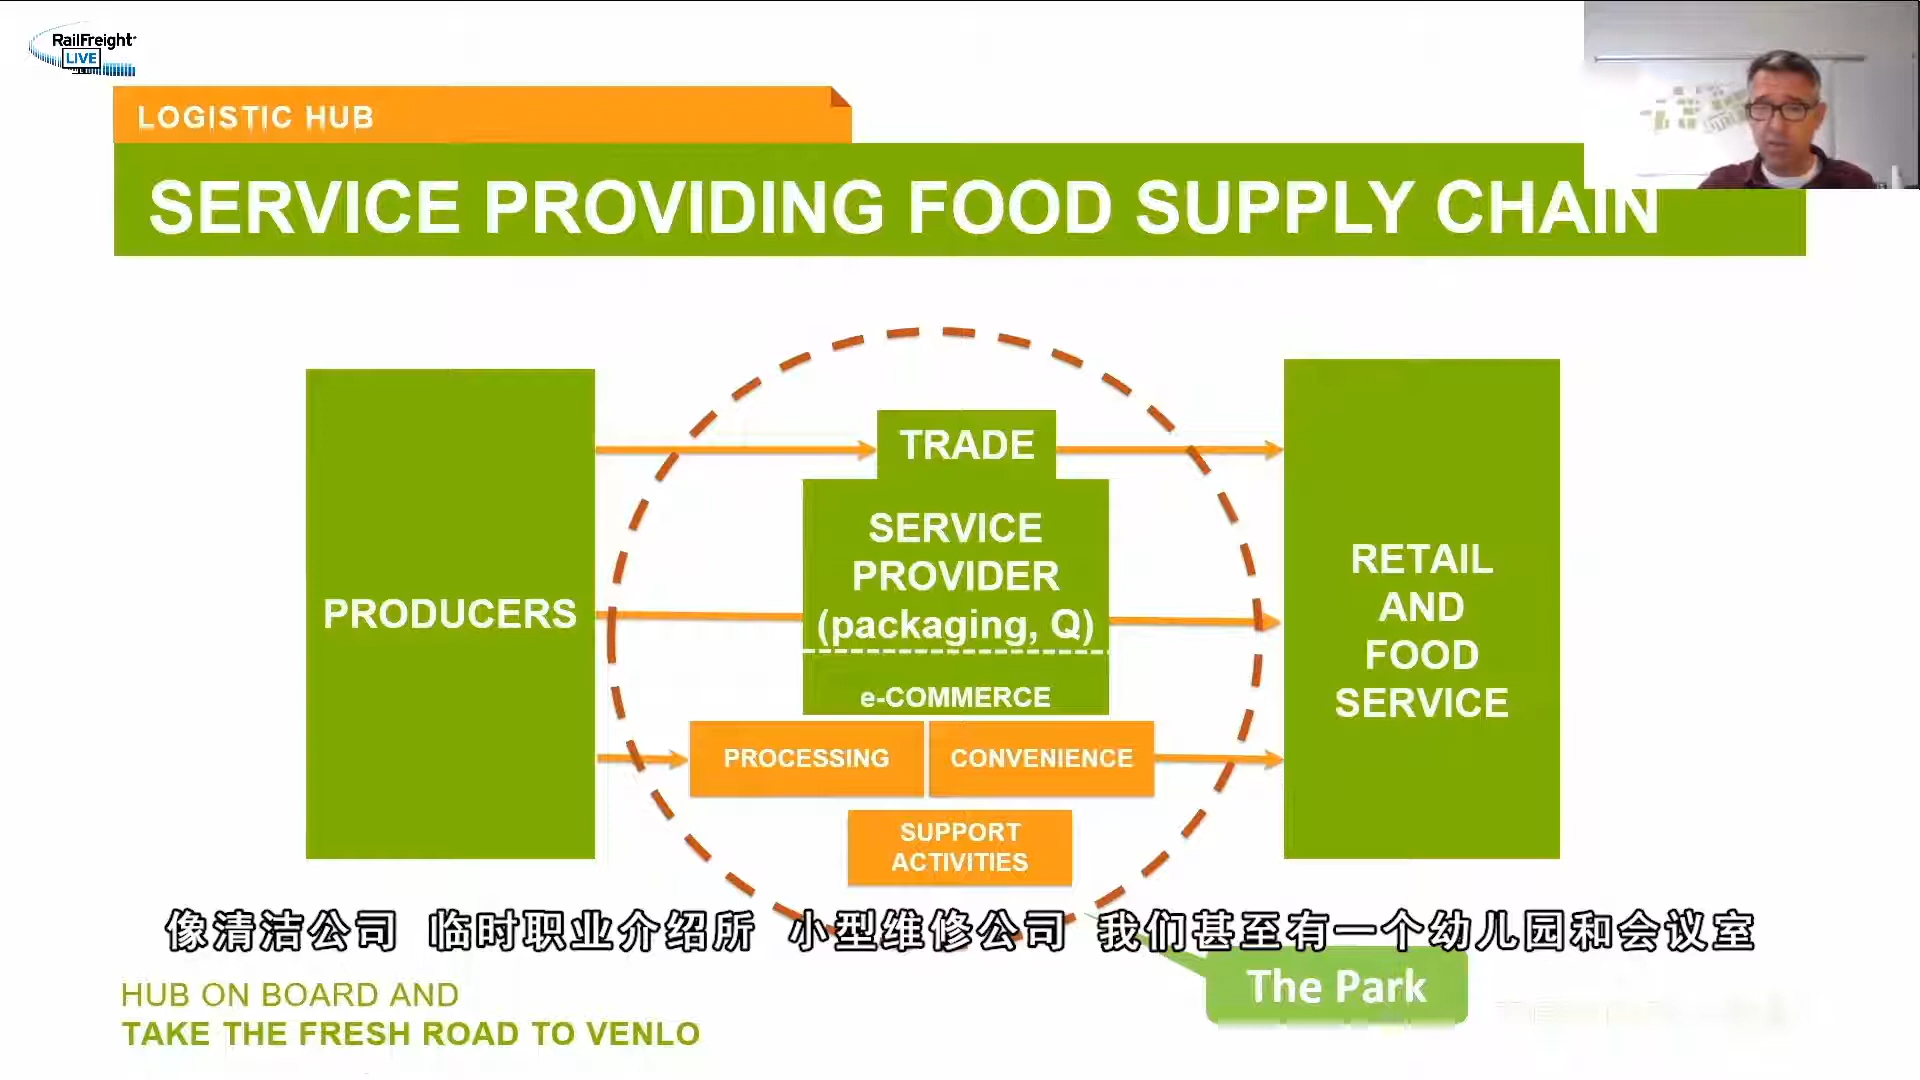 RailFreight
LIVE
LOGISTIC HUB
SERVICE PROVIDING FOOD SUPPLY CHAIN
PRODUCERS
TRADE
SERVICE
PROVIDER
(packaging, Q)
e-COMMERCE
PROCESSING
CONVENIENCE
SUPPORT
ACTIVITIES
RETAIL
AND
FOOD
SERVICE
像清洁公司 临时职业介绍所 小型维修公司 我们甚至有一个幼儿园和会议室
The Park
HUB ON BOARD AND
TAKE THE FRESH ROAD TO VENLO